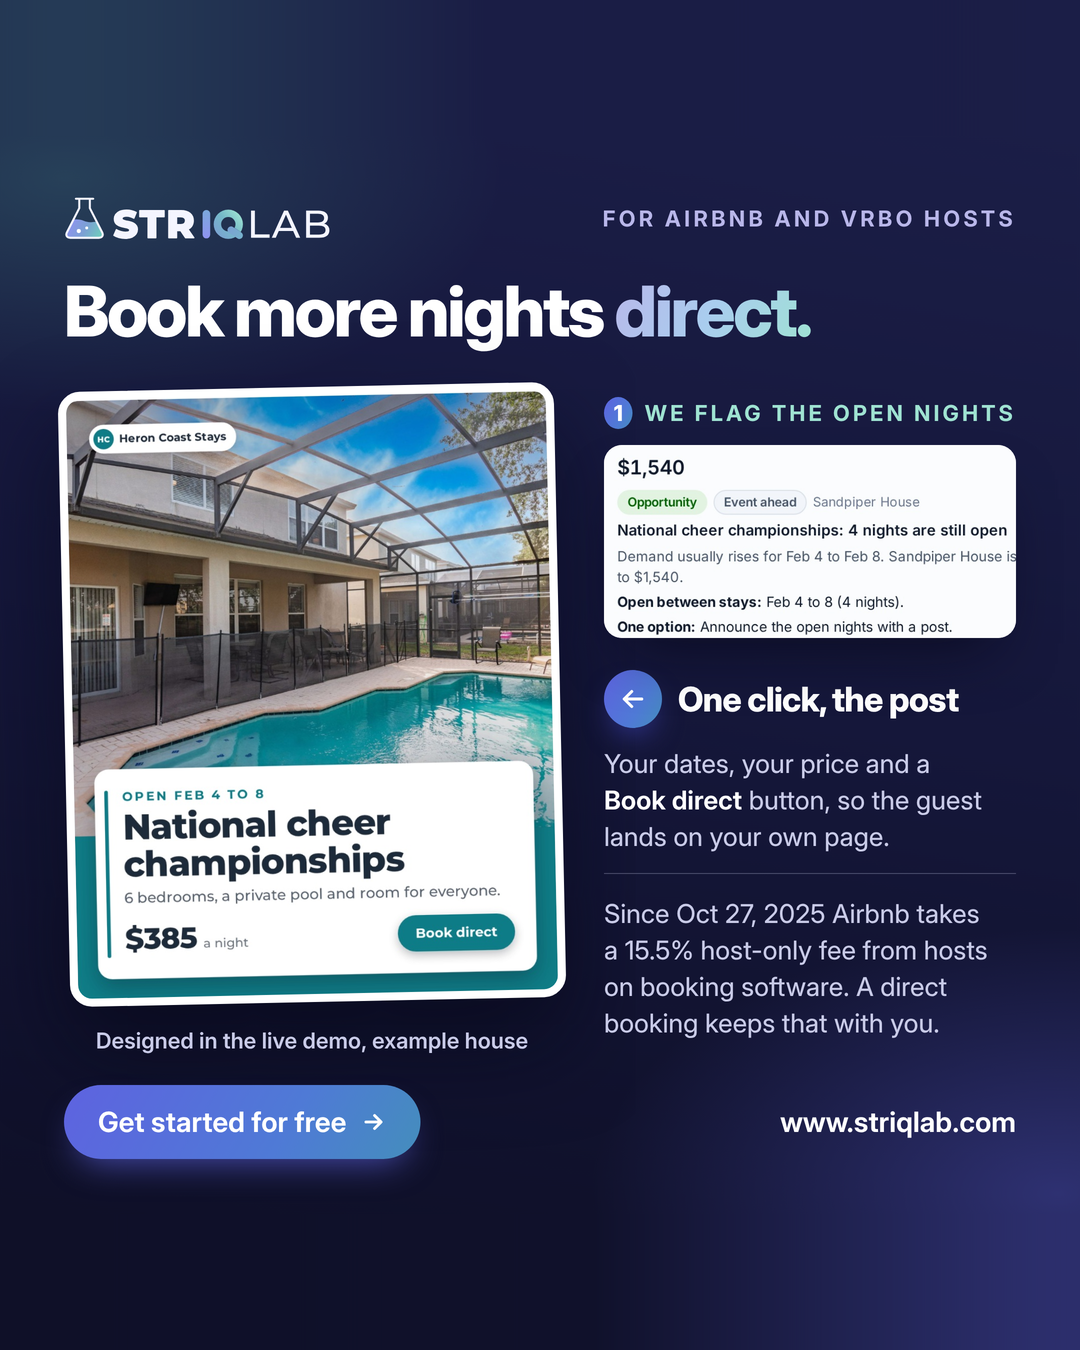 STR IQ LAB
FOR AIRBNB AND VRBO HOSTS
Book more nights direct.
HC Heron Coast Stays
OPEN FEB 4 TO 8
National cheer
championships
6 bedrooms, a private pool and room for everyone.
$385 a night
Book direct
Designed in the live demo, example house
1 WE FLAG THE OPEN NIGHTS
$1,540
Opportunity Event ahead Sandpiper House
National cheer championships: 4 nights are still open
Demand usually rises for Feb 4 to Feb 8. Sandpiper House is
to $1,540.
Open between stays: Feb 4 to 8 (4 nights).
One option: Announce the open nights with a post.
← One click, the post
Your dates, your price and a
Book direct button, so the guest
lands on your own page.
Since Oct 27, 2025 Airbnb takes
a 15.5% host-only fee from hosts
on booking software. A direct
booking keeps that with you.
Get started for free →
www.striqlab.com